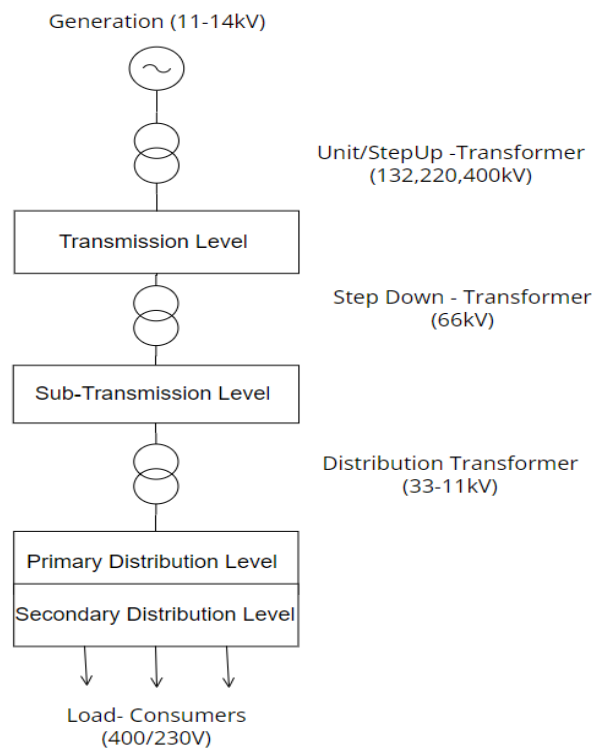 Generation (11-14kV)
Unit/StepUp -Transformer
(132,220,400kV)
Transmission Level
Step Down - Transformer
(66kV)
Sub-Transmission Level
Distribution Transformer
(33-11kV)
Primary Distribution Level
Secondary Distribution Level
Load- Consumers
(400/230V)